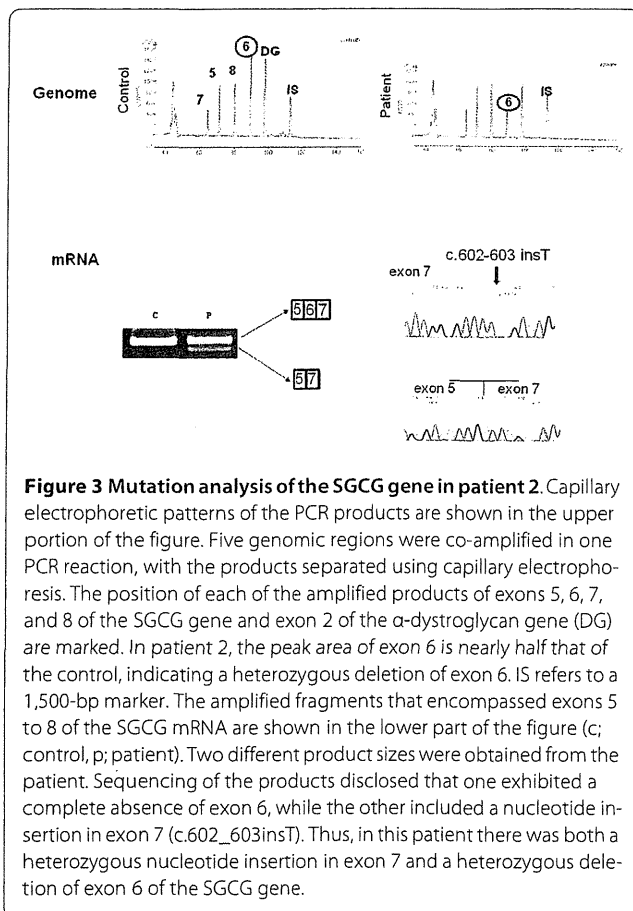 Genome
Control
7
5
8
6
DG
IS
Patient
6
IS
mRNA
C
P
5 6 7
5 7
c.602-603 insT
exon 7
exon 5
exon 7
Figure 3 Mutation analysis of the SGCG gene in patient 2. Capillary
electrophoretic patterns of the PCR products are shown in the upper
portion of the figure. Five genomic regions were co-amplified in one
PCR reaction, with the products separated using capillary electropho-
resis. The position of each of the amplified products of exons 5, 6, 7,
and 8 of the SGCG gene and exon 2 of the α-dystroglycan gene (DG)
are marked. In patient 2, the peak area of exon 6 is nearly half that of
the control, indicating a heterozygous deletion of exon 6. IS refers to a
1,500-bp marker. The amplified fragments that encompassed exons 5
to 8 of the SGCG mRNA are shown in the lower part of the figure (c;
control, p; patient). Two different product sizes were obtained from the
patient. Sequencing of the products disclosed that one exhibited a
complete absence of exon 6, while the other included a nucleotide in-
sertion in exon 7 (c.602_603insT). Thus, in this patient there was both a
heterozygous nucleotide insertion in exon 7 and a heterozygous dele-
tion of exon 6 of the SGCG gene.